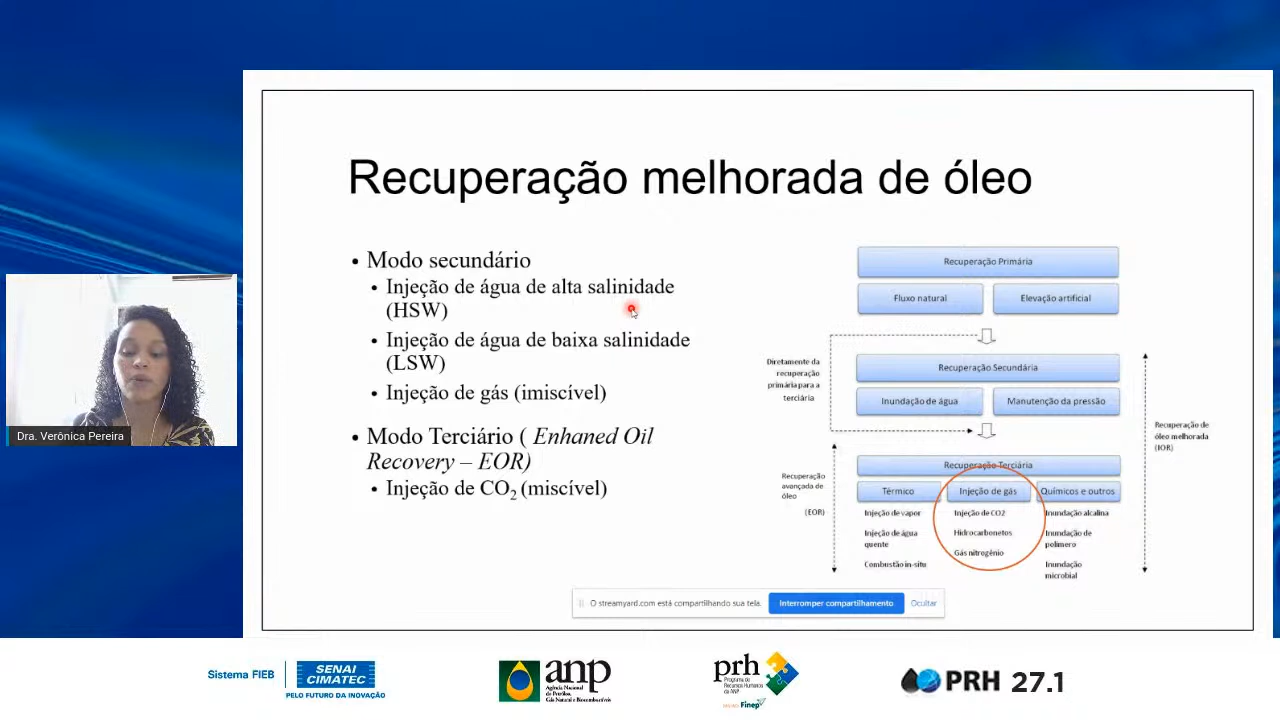 Recuperação melhorada de óleo
• Modo secundário
• Injeção de água de alta salinidade
(HSW)
• Injeção de água de baixa salinidade
(LSW)
• Injeção de gás (imiscível)
• Modo Terciário ( Enhaned Oil
Recovery – EOR)
• Injeção de CO₂ (miscível)
Recuperação Primária
Fluxo natural
Elevação artificial
Diretamente da
recuperação
primária para a
terciária
Recuperação Secundária
Inundação de água
Manutenção da pressão
Recuperação de
óleo melhorada
(IOR)
Recuperação
avançada de
óleo
(EOR)
Recuperação Terciária
Térmico
Injeção de gás
Químicos e outros
Injeção de vapor
Injeção de água
quente
Combustão in-situ
Injeção de CO2
Hidrocarbonetos
Gás nitrogênio
Inundação alcalina
Inundação de
polímero
Inundação
microbial
O streamyard.com está compartilhando sua tela.
Interromper compartilhamento
Ocultar
Dra. Verônica Pereira
Sistema FIEB
SENAI
CIMATEC
PELO FUTURO DA INOVAÇÃO
anp
Agência Nacional
do Petróleo,
Gás Natural e Biocombustíveis
prh
Programa de
Recursos Humanos
da ANP
Finep
PRH 27.1